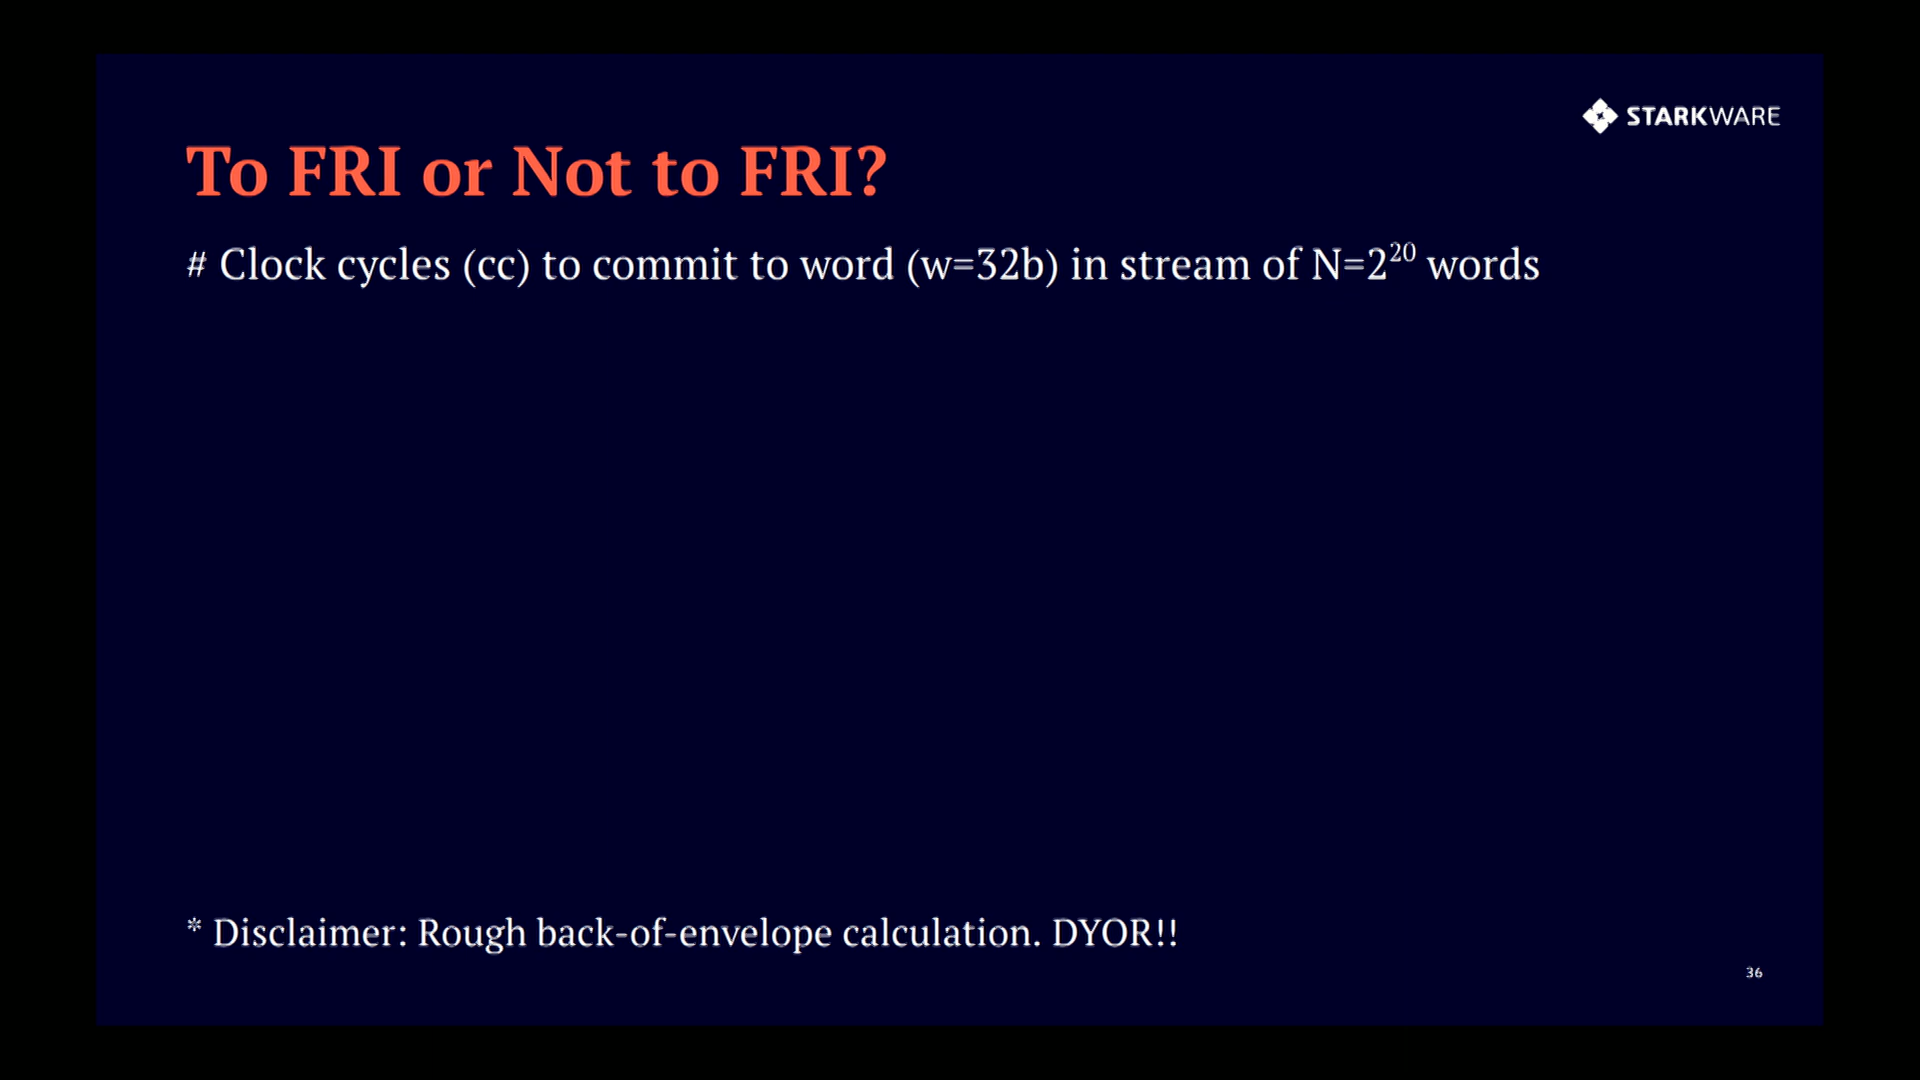 STARKWARE
To FRI or Not to FRI?
# Clock cycles (cc) to commit to word (w=32b) in stream of N=2²⁰ words
* Disclaimer: Rough back-of-envelope calculation. DYOR!!
36